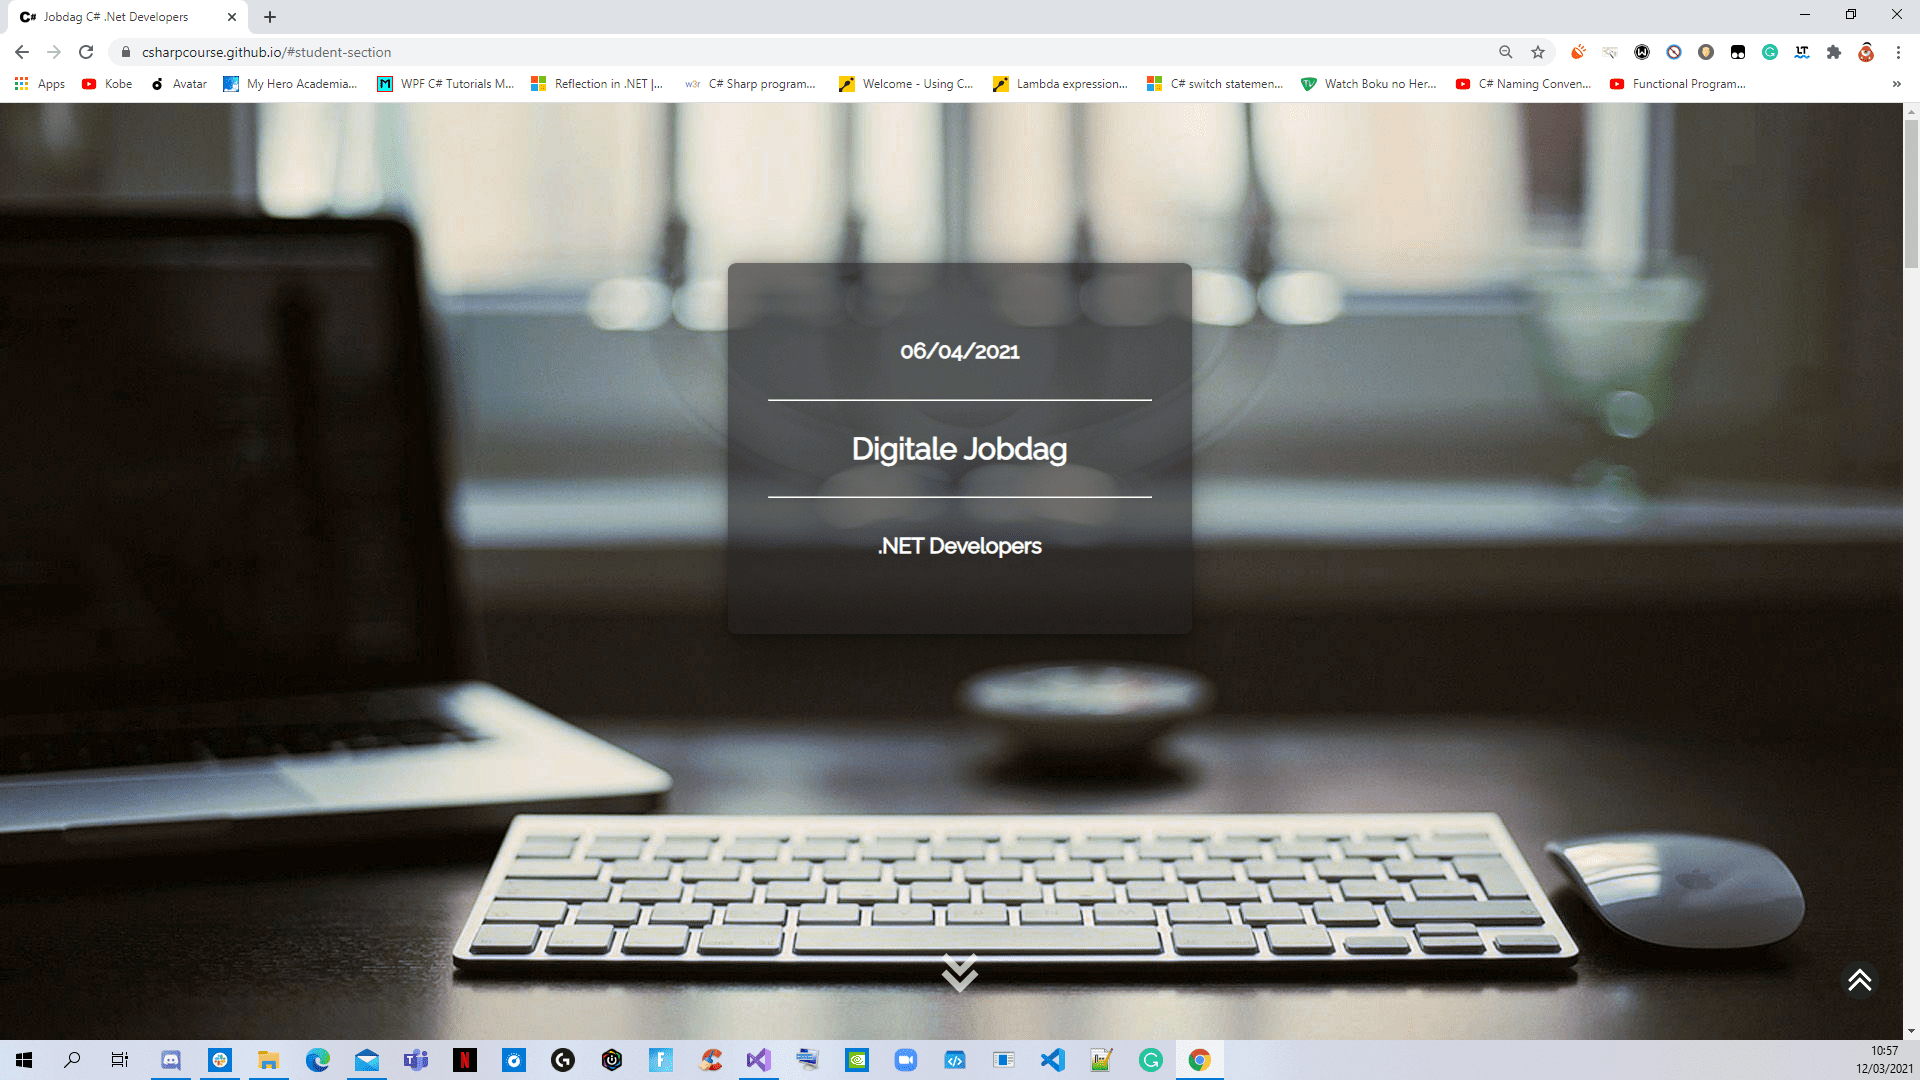 C# Jobdag C# .Net Developers
csharpcourse.github.io/#student-section
Apps Kobe Avatar My Hero Academia... WPF C# Tutorials M... Reflection in .NET |... w3r C# Sharp program... Welcome - Using C... Lambda expression... C# switch statemen... Watch Boku no Her... C# Naming Conven... Functional Program... »
06/04/2021
Digitale Jobdag
.NET Developers
10:57
12/03/2021